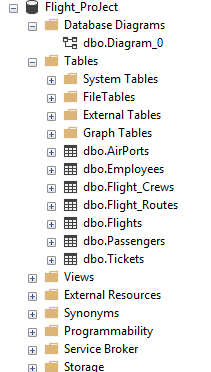 Flight_Project
Database Diagrams
dbo.Diagram_0
Tables
System Tables
FileTables
External Tables
Graph Tables
dbo.AirPorts
dbo.Employees
dbo.Flight_Crews
dbo.Flight_Routes
dbo.Flights
dbo.Passengers
dbo.Tickets
Views
External Resources
Synonyms
Programmability
Service Broker
Storage